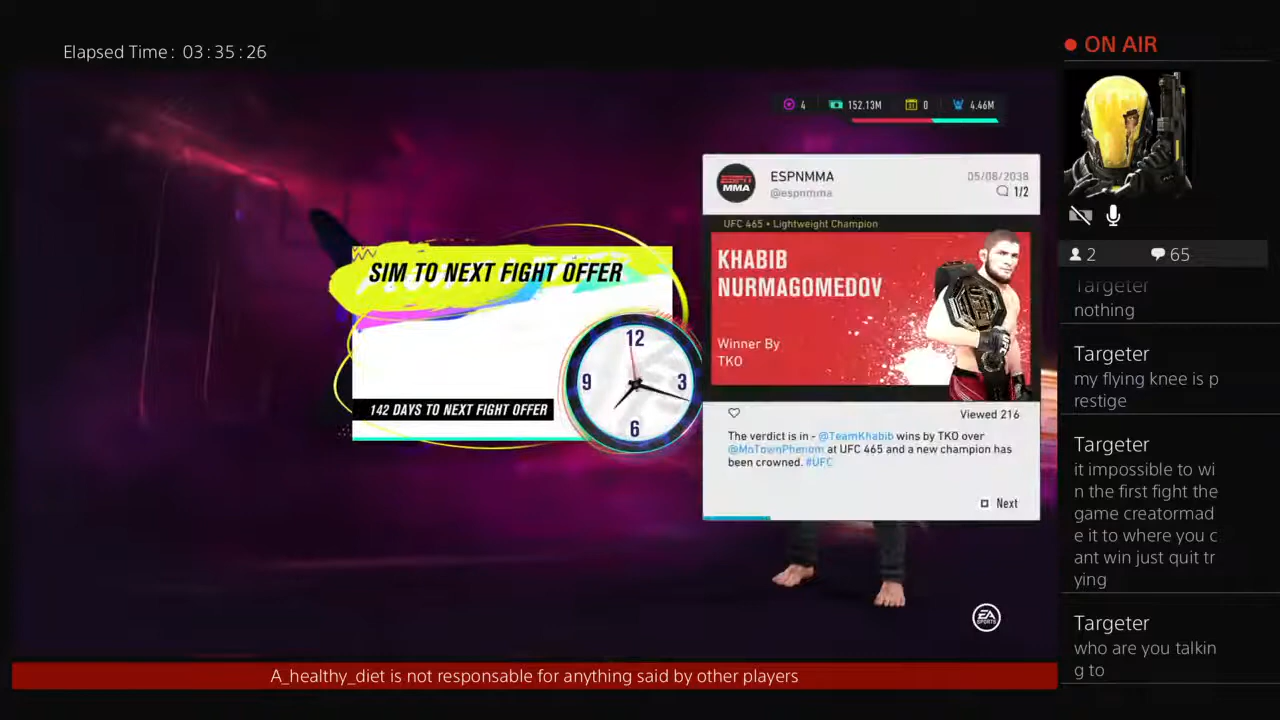 Elapsed Time: 03:35:26
ON AIR
4 152.13M 0 4.46M
ESPN MMA
ESPNMMA
@espnmma
05/08/2038
1/2
UFC 465 • Lightweight Champion
KHABIB
NURMAGOMEDOV
Winner By
TKO
Viewed 216
The verdict is in - @TeamKhabib wins by TKO over
@MoTownPhenom at UFC 465 and a new champion has
been crowned. #UFC
Next
SIM TO NEXT FIGHT OFFER
142 DAYS TO NEXT FIGHT OFFER
12
9 3
6
EA
SPORTS
2 65
Targeter
nothing
Targeter
my flying knee is p
restige
Targeter
it impossible to wi
n the first fight the
game creatormad
e it to where you c
ant win just quit tr
ying
Targeter
who are you talkin
g to
A_healthy_diet is not responsable for anything said by other players